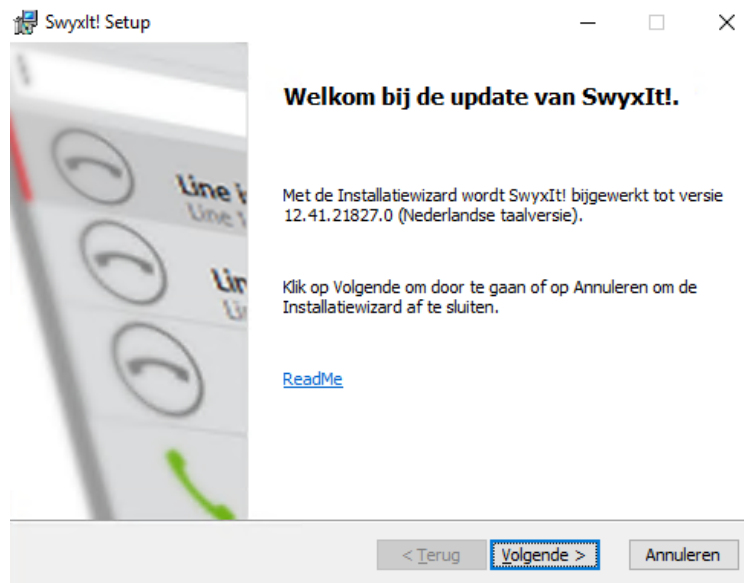 SwyxIt! Setup
Welkom bij de update van SwyxIt!.
Line
Line
Met de Installatiewizard wordt SwyxIt! bijgewerkt tot versie
12.41.21827.0 (Nederlandse taalversie).
Klik op Volgende om door te gaan of op Annuleren om de
Installatiewizard af te sluiten.
ReadMe
< Terug
Volgende >
Annuleren